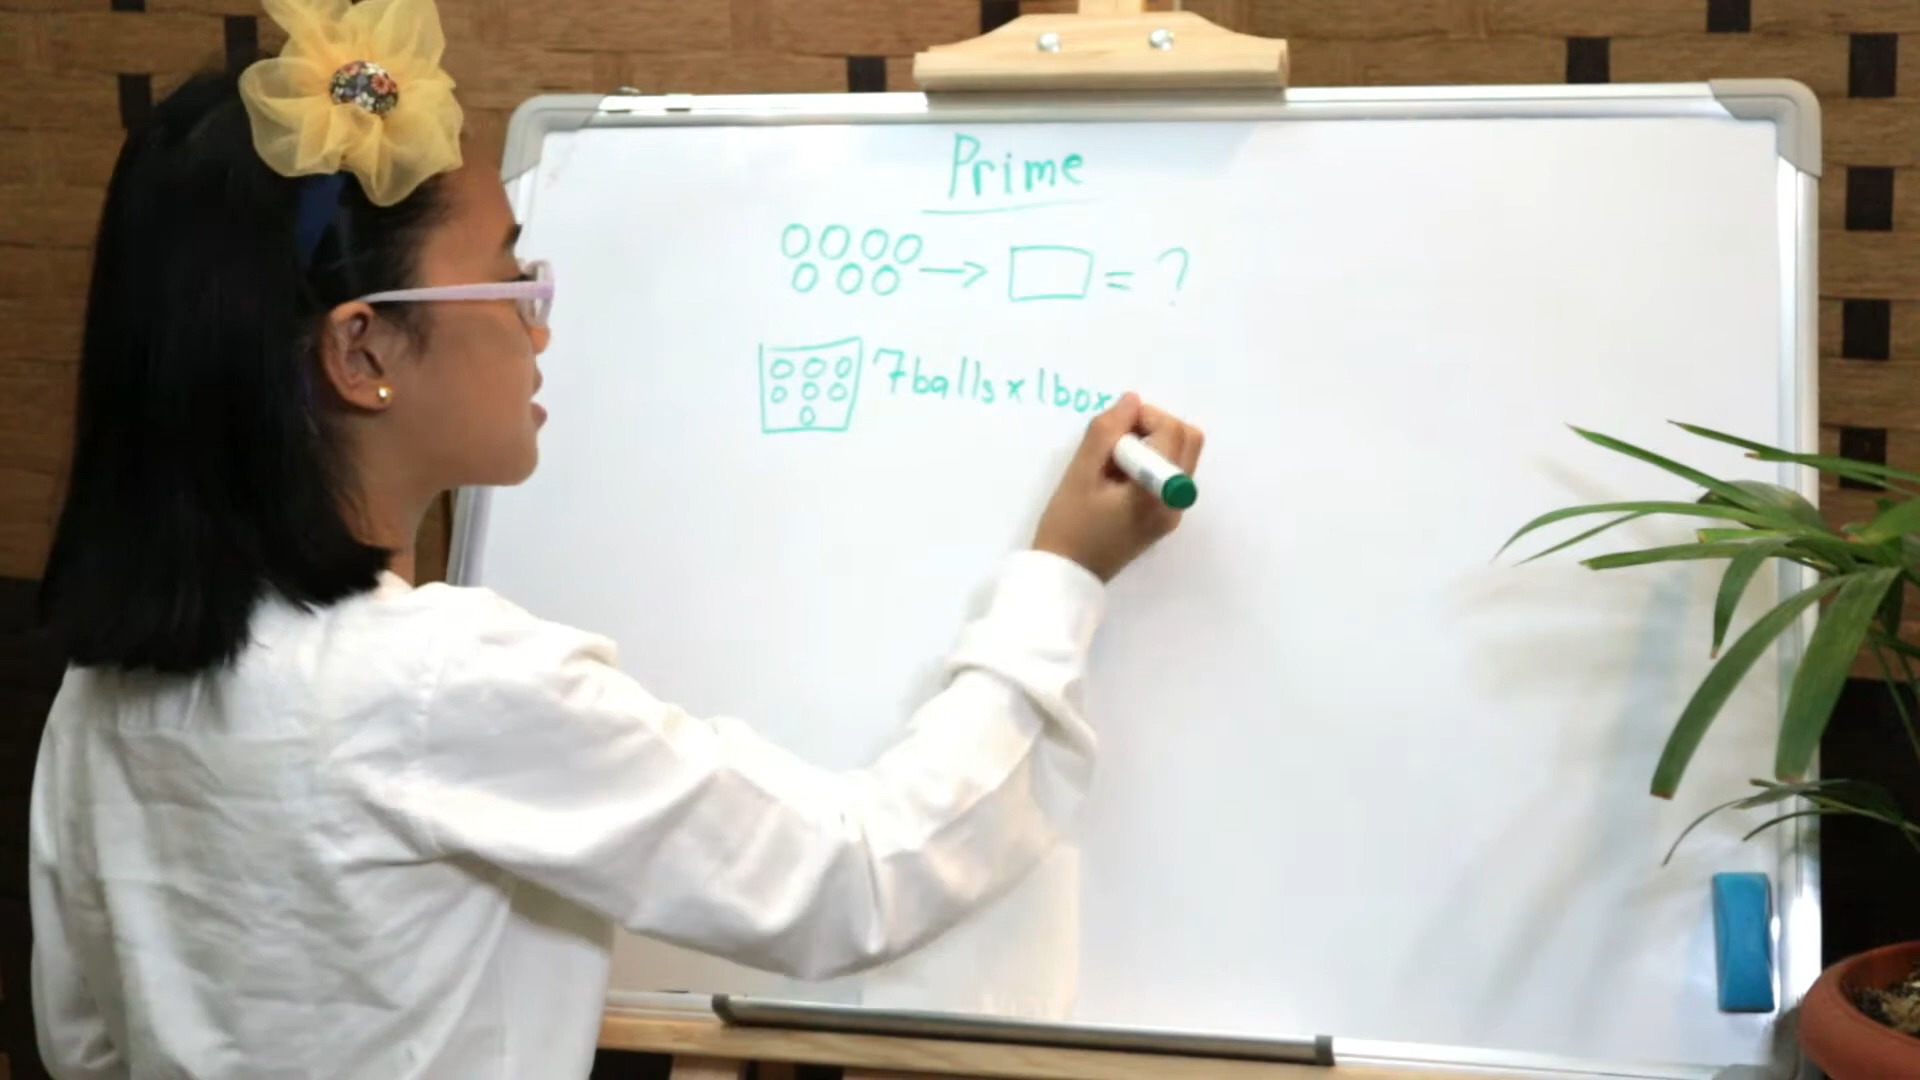 Prime
→ = ?
7balls x 1box